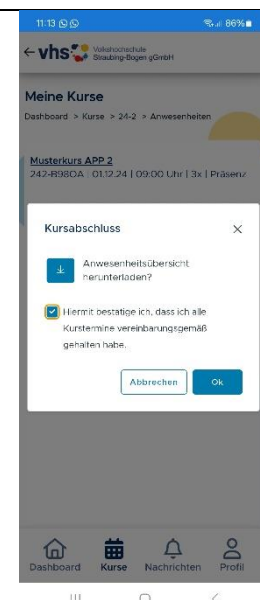 11:13
86%
vhs Volkshochschule
Straubing-Bogen gGmbH
Meine Kurse
Dashboard > Kurse > 24-2 > Anwesenheiten
Musterkurs APP 2
242-B98OA | 01.12.24 | 09:00 Uhr | 3x | Präsenz
Kursabschluss
Anwesenheitsübersicht
herunterladen?
Hiermit bestätige ich, dass ich alle
Kurstermine vereinbarungsgemäß
gehalten habe.
Abbrechen
Ok
Dashboard
Kurse
Nachrichten
Profil